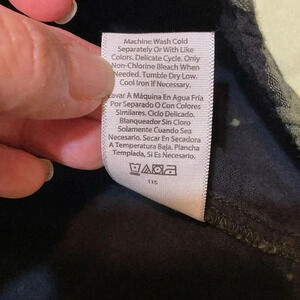 Machine Wash Cold
Separately Or With Like
Colors. Delicate Cycle. Only
Non-Chlorine Bleach When
Needed. Tumble Dry Low.
Cool Iron If Necessary.
Lavar À Máquina En Agua Fría
Por Separado O Con Colores
Similares. Ciclo Delicado.
Blanqueador Sin Cloro
Solamente Cuando Sea
Necesario. Secar En Secadora
A Temperatura Baja. Plancha
Templada, Si Es Necesario.
115